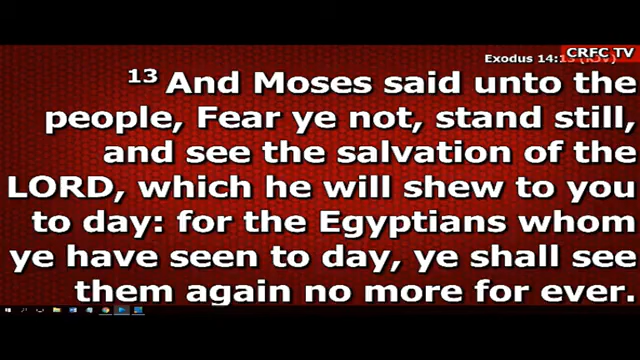 Exodus 14:13 (KJV)
CRFC TV
13 And Moses said unto the
people, Fear ye not, stand still,
and see the salvation of the
LORD, which he will shew to you
to day: for the Egyptians whom
ye have seen to day, ye shall see
them again no more for ever.